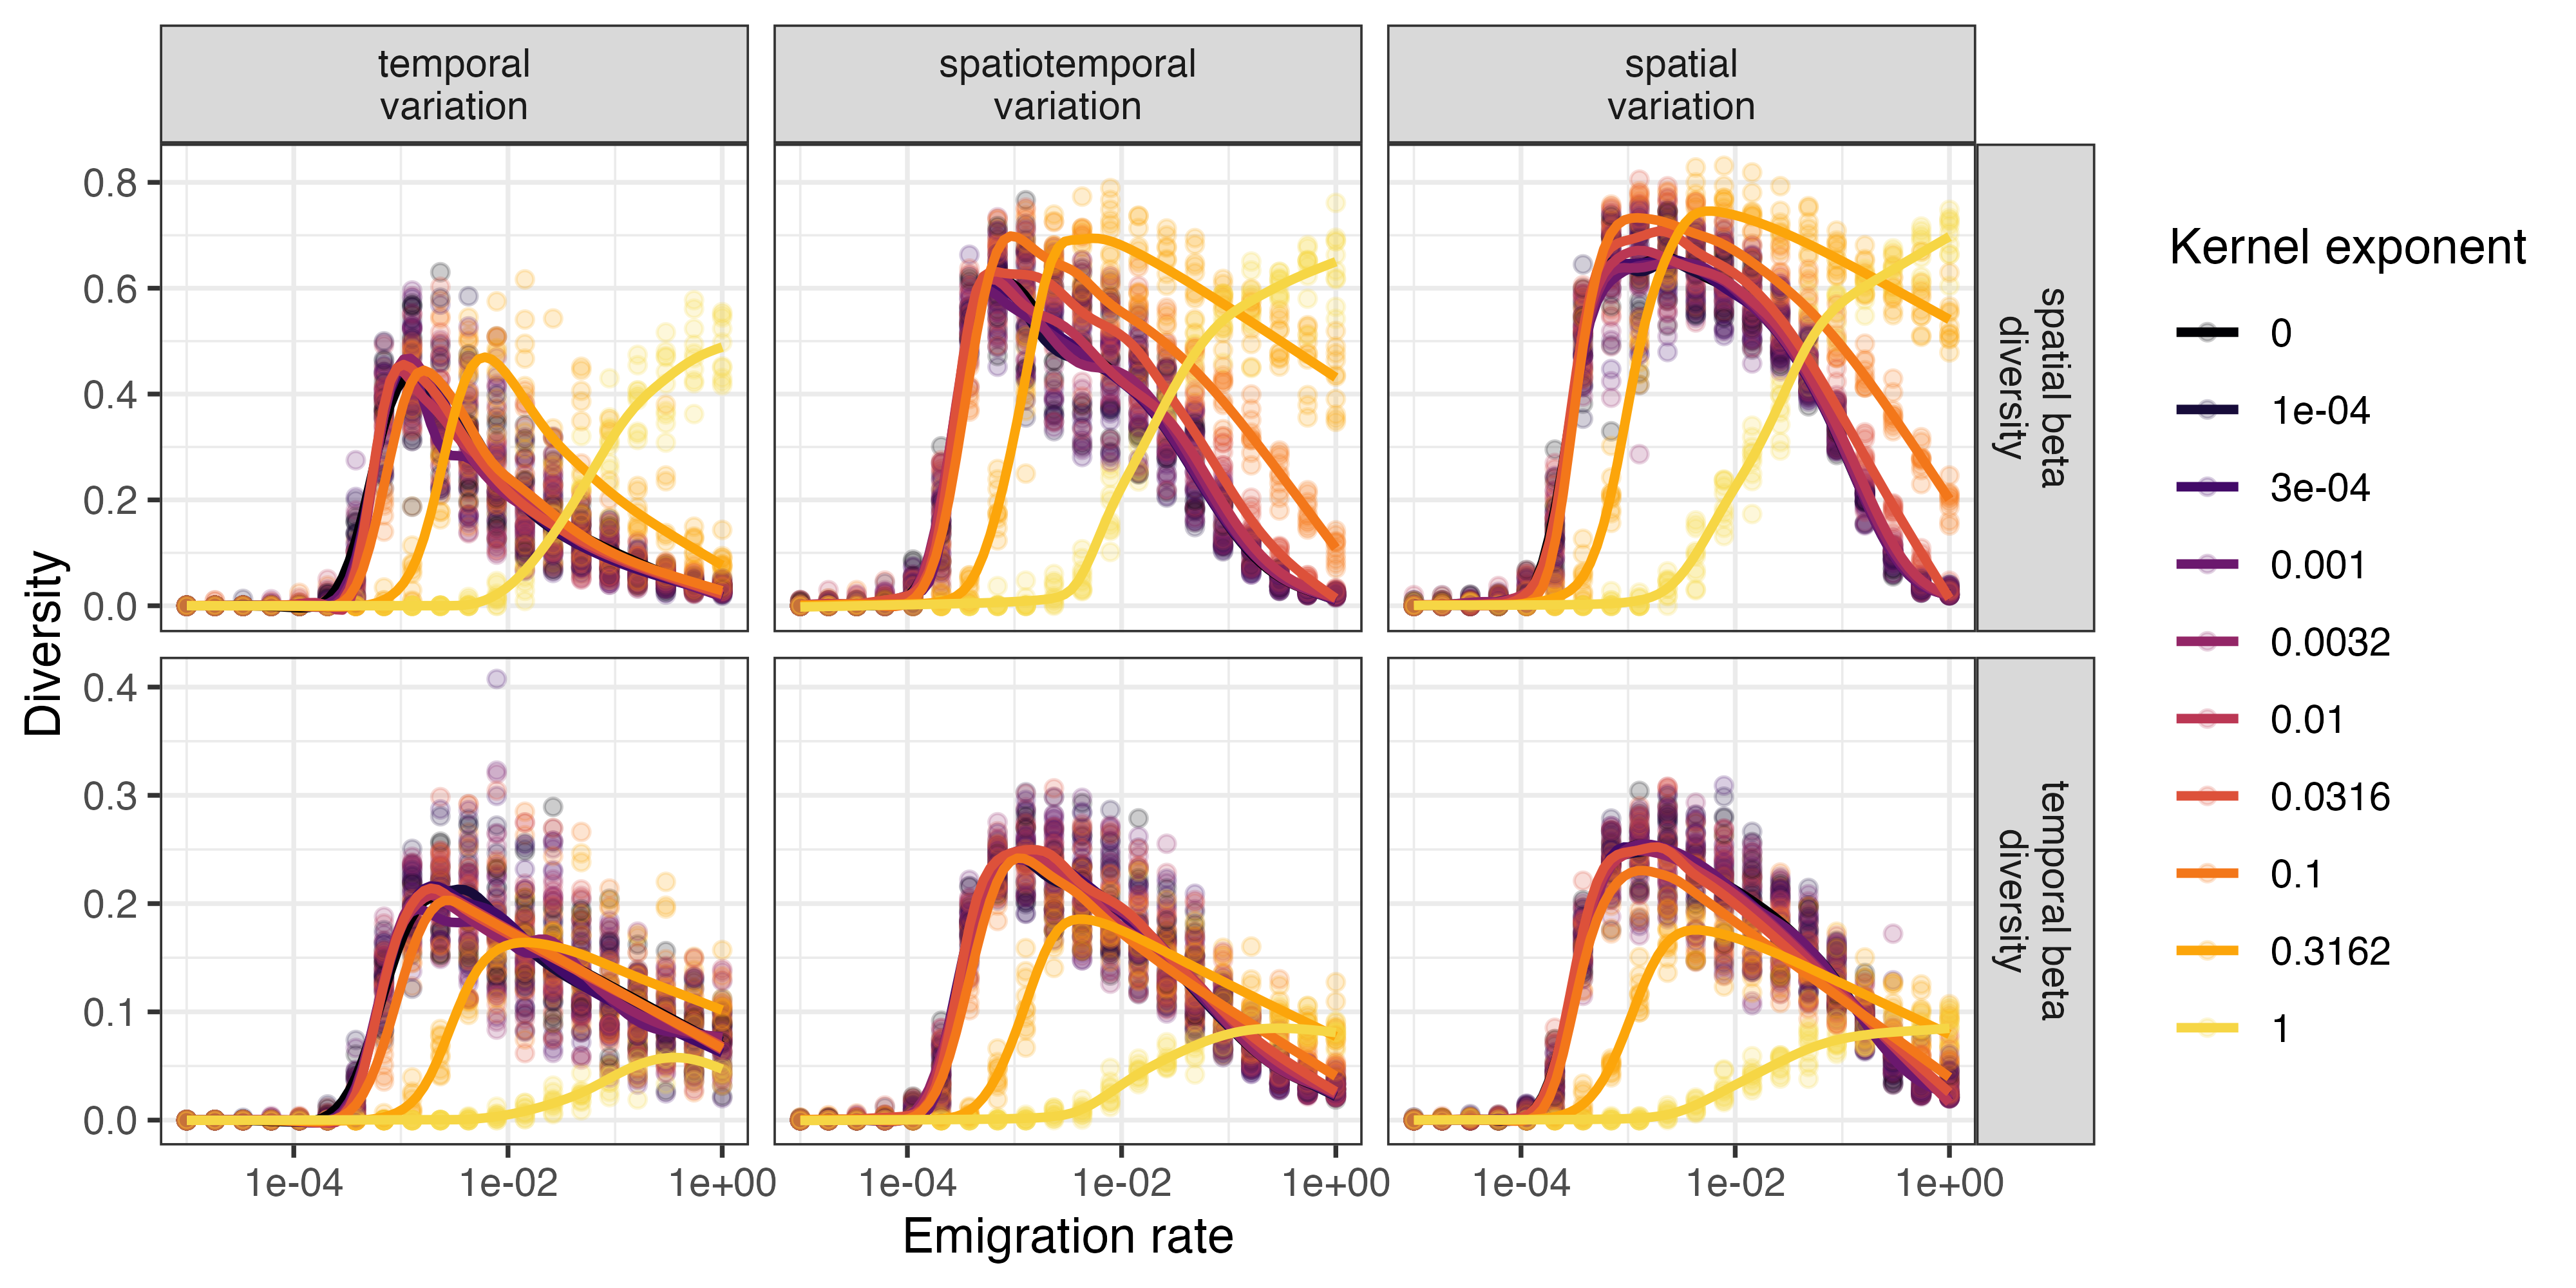 temporal
variation
spatiotemporal
variation
spatial
variation
0.8
0.6
0.4
0.2
0.0
spatial beta
diversity
0.4
0.3
0.2
0.1
0.0
temporal beta
diversity
Diversity
1e-04
1e-02
1e+00
1e-04
1e-02
1e+00
1e-04
1e-02
1e+00
Emigration rate
Kernel exponent
0
1e-04
3e-04
0.001
0.0032
0.01
0.0316
0.1
0.3162
1